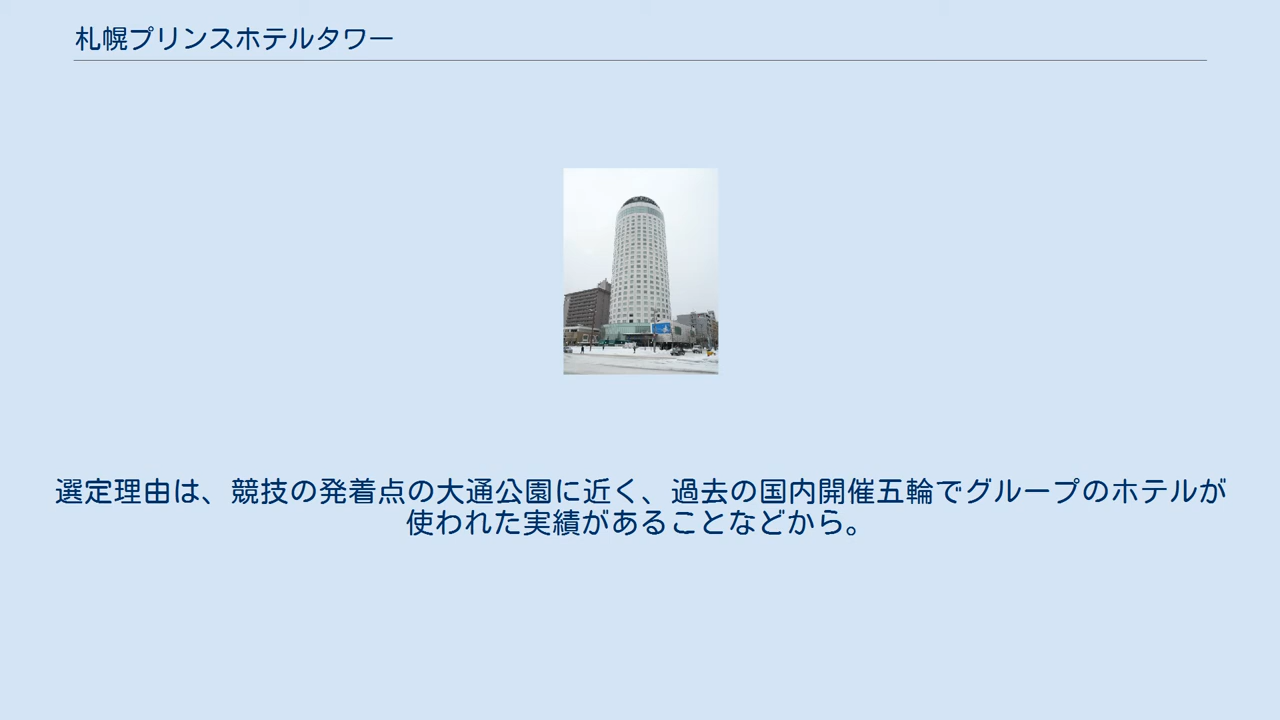 札幌プリンスホテルタワー
選定理由は、競技の発着点の大通公園に近く、過去の国内開催五輪でグループのホテルが
使われた実績があることなどから。